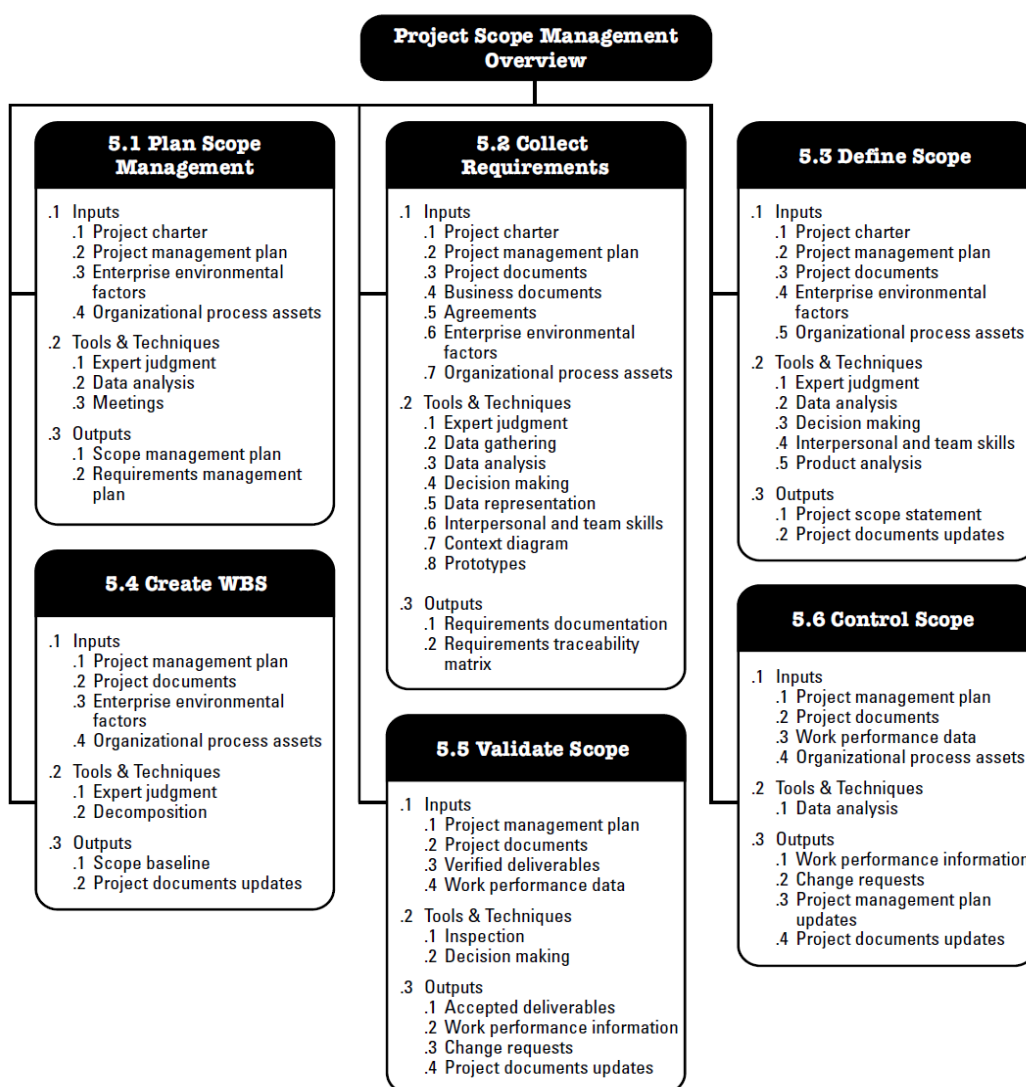 Project Scope Management
Overview
5.1 Plan Scope
Management
.1 Inputs
.1 Project charter
.2 Project management plan
.3 Enterprise environmental
factors
.4 Organizational process assets
.2 Tools & Techniques
.1 Expert judgment
.2 Data analysis
.3 Meetings
.3 Outputs
.1 Scope management plan
.2 Requirements management
plan
5.2 Collect
Requirements
.1 Inputs
.1 Project charter
.2 Project management plan
.3 Project documents
.4 Business documents
.5 Agreements
.6 Enterprise environmental
factors
.7 Organizational process assets
.2 Tools & Techniques
.1 Expert judgment
.2 Data gathering
.3 Data analysis
.4 Decision making
.5 Data representation
.6 Interpersonal and team skills
.7 Context diagram
.8 Prototypes
.3 Outputs
.1 Requirements documentation
.2 Requirements traceability
matrix
5.3 Define Scope
.1 Inputs
.1 Project charter
.2 Project management plan
.3 Project documents
.4 Enterprise environmental
factors
.5 Organizational process assets
.2 Tools & Techniques
.1 Expert judgment
.2 Data analysis
.3 Decision making
.4 Interpersonal and team skills
.5 Product analysis
.3 Outputs
.1 Project scope statement
.2 Project documents updates
5.4 Create WBS
.1 Inputs
.1 Project management plan
.2 Project documents
.3 Enterprise environmental
factors
.4 Organizational process assets
.2 Tools & Techniques
.1 Expert judgment
.2 Decomposition
.3 Outputs
.1 Scope baseline
.2 Project documents updates
5.5 Validate Scope
.1 Inputs
.1 Project management plan
.2 Project documents
.3 Verified deliverables
.4 Work performance data
.2 Tools & Techniques
.1 Inspection
.2 Decision making
.3 Outputs
.1 Accepted deliverables
.2 Work performance information
.3 Change requests
.4 Project documents updates
5.6 Control Scope
.1 Inputs
.1 Project management plan
.2 Project documents
.3 Work performance data
.4 Organizational process assets
.2 Tools & Techniques
.1 Data analysis
.3 Outputs
.1 Work performance information
.2 Change requests
.3 Project management plan
updates
.4 Project documents updates